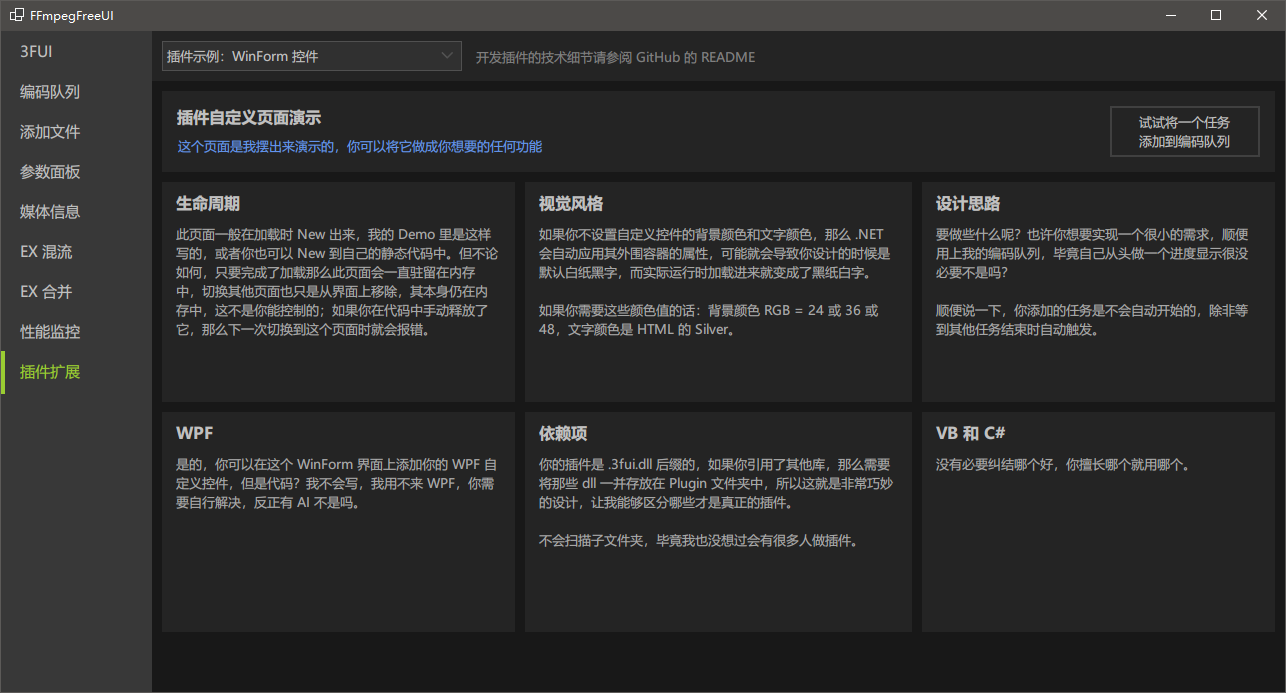 FFmpegFreeUI
3FUI
编码队列
添加文件
参数面板
媒体信息
EX 混流
EX 合并
性能监控
插件扩展
插件示例：WinForm 控件
开发插件的技术细节请参阅 GitHub 的 README
插件自定义页面演示
这个页面是我摆出来演示的，你可以将它做成你想要的任何功能
试试将一个任务
添加到编码队列
生命周期
此页面一般在加载时 New 出来，我的 Demo 里是这样
写的，或者你也可以 New 到自己的静态代码中。但不论
如何，只要完成了加载那么此页面会一直驻留在内存
中，切换其他页面也只是从界面上移除，其本身仍在内
存中，这不是你能控制的；如果你在代码中手动释放了
它，那么下一次切换到这个页面时就会报错。
视觉风格
如果你不设置自定义控件的背景颜色和文字颜色，那么 .NET
会自动应用其外围容器的属性，可能就会导致你设计的时候是
默认白纸黑字，而实际运行时加载进来就变成了黑纸白字。
如果你需要这些颜色值的话：背景颜色 RGB = 24 或 36 或
48，文字颜色是 HTML 的 Silver。
设计思路
要做些什么呢？也许你想要实现一个很小的需求，顺便
用上我的编码队列，毕竟自己从头做一个进度显示很没
必要不是吗？
顺便说一下，你添加的任务是不会自动开始的，除非等
到其他任务结束时自动触发。
WPF
是的，你可以在这个 WinForm 界面上添加你的 WPF 自
定义控件，但是代码？我不会写，我用不来 WPF，你需
要自行解决，反正有 AI 不是吗。
依赖项
你的插件是 .3fui.dll 后缀的，如果你引用了其他库，那么需要
将那些 dll 一并存放在 Plugin 文件夹中，所以这就是非常巧妙
的设计，让我能够区分哪些才是真正的插件。
不会扫描子文件夹，毕竟我也没想过会有很多人做插件。
VB 和 C#
没有必要纠结哪个好，你擅长哪个就用哪个。